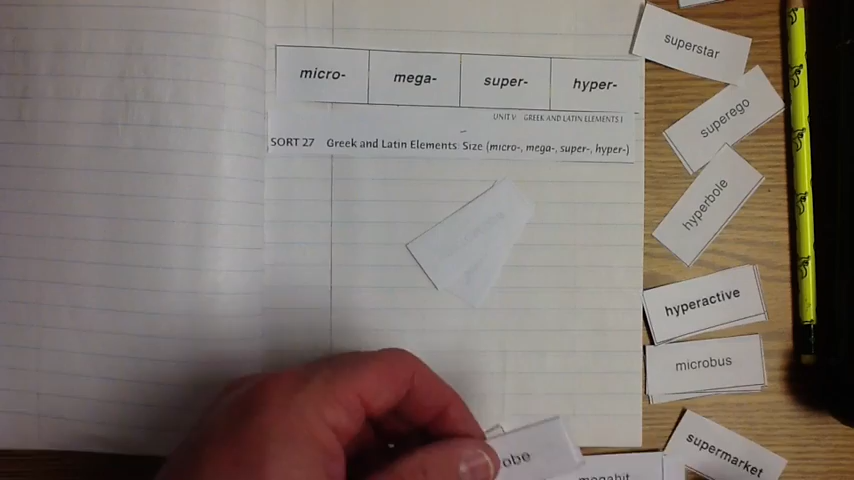 micro- mega- super- hyper-
UNIT V GREEK AND LATIN ELEMENTS I
SORT 27 Greek and Latin Elements Size (micro-, mega-, super-, hyper-)
superstar
superego
hyperbole
hyperactive
microbus
supermarket
obe
megabit